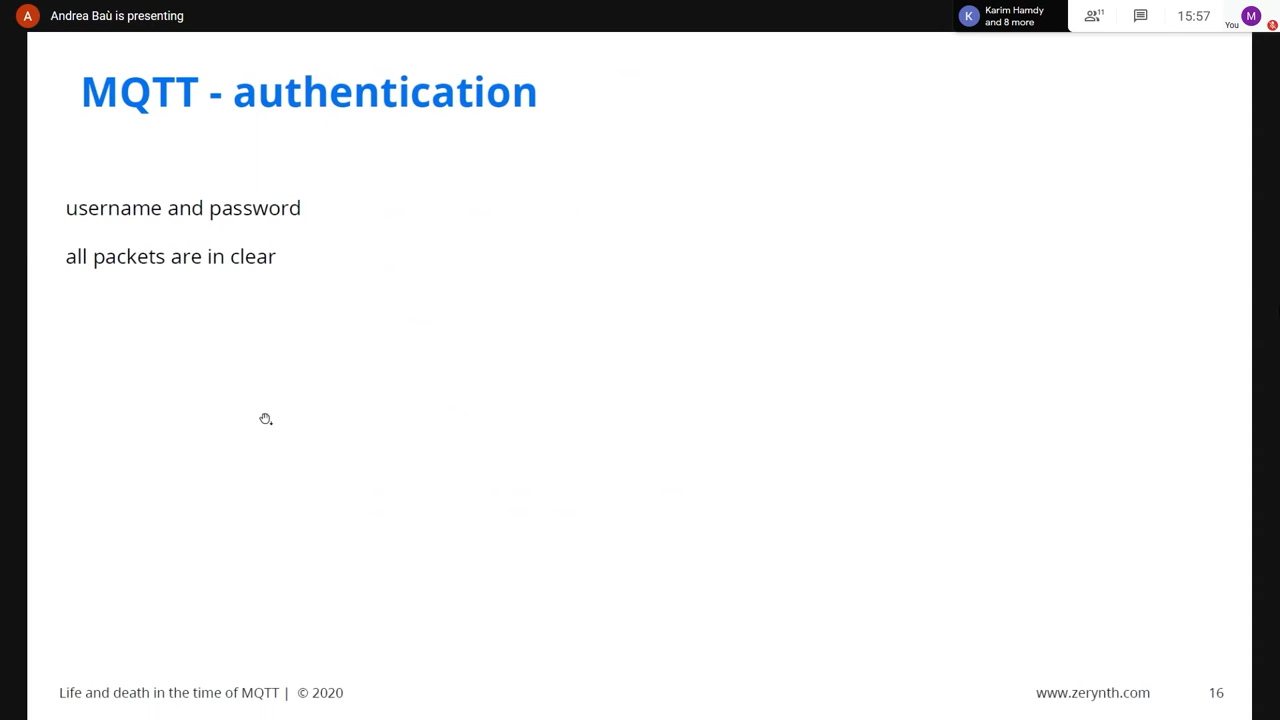 A Andrea Baù is presenting
K Karim Hamdy
and 8 more
11
15:57
You
M
MQTT - authentication
username and password
all packets are in clear
Life and death in the time of MQTT | © 2020
www.zerynth.com
16